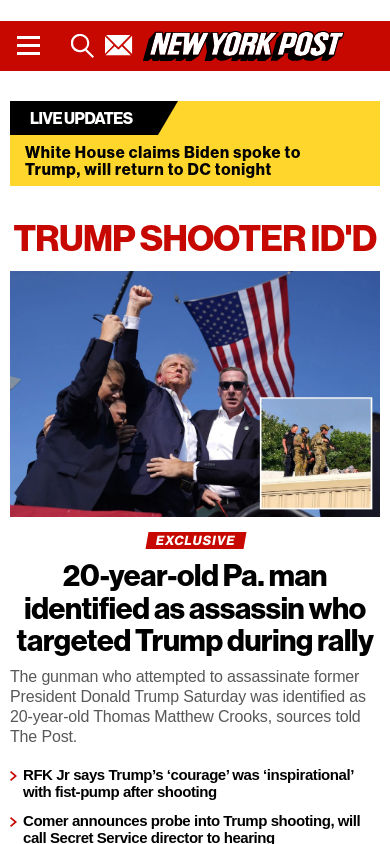 NEW YORK POST
LIVE UPDATES
White House claims Biden spoke to
Trump, will return to DC tonight
TRUMP SHOOTER ID'D
EXCLUSIVE
20-year-old Pa. man
identified as assassin who
targeted Trump during rally
The gunman who attempted to assassinate former
President Donald Trump Saturday was identified as
20-year-old Thomas Matthew Crooks, sources told
The Post.
RFK Jr says Trump’s ‘courage’ was ‘inspirational’
with fist-pump after shooting
Comer announces probe into Trump shooting, will
call Secret Service director to hearing